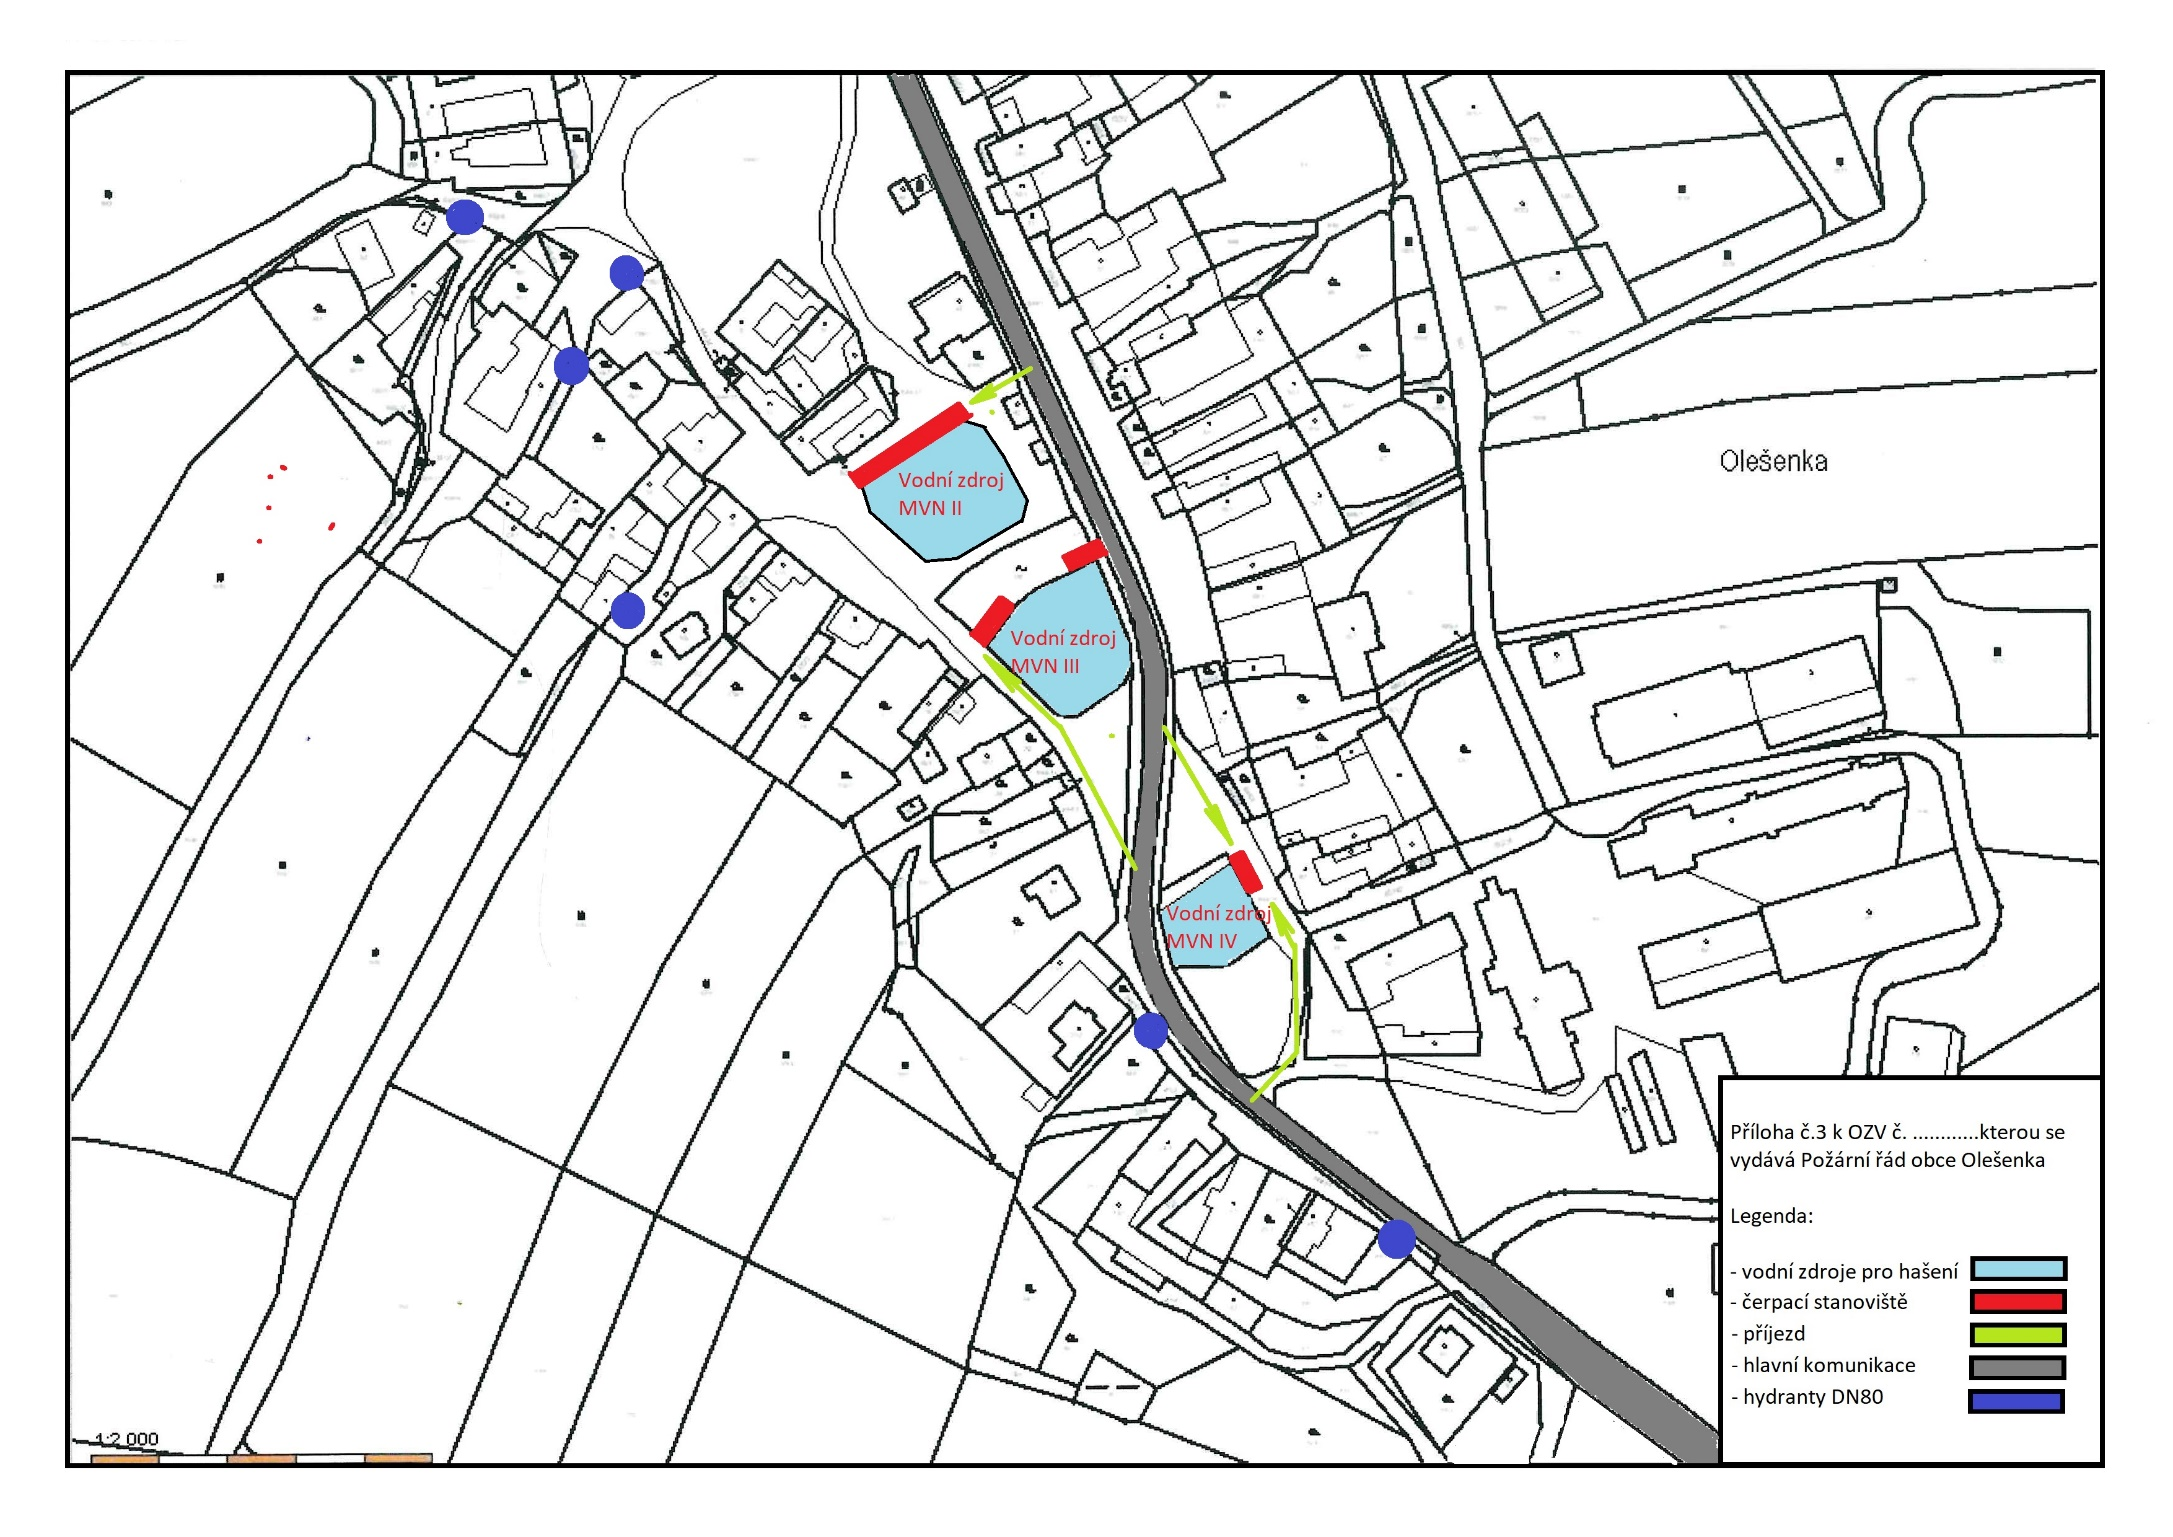 Olešenka
Vodní zdroj
MVN II
Vodní zdroj
MVN III
Vodní zdroj
MVN IV
Příloha č.3 k OZV č. ............kterou se
vydává Požární řád obce Olešenka
Legenda:
- vodní zdroje pro hašení
- čerpací stanoviště
- příjezd
- hlavní komunikace
- hydranty DN80
1:2 000